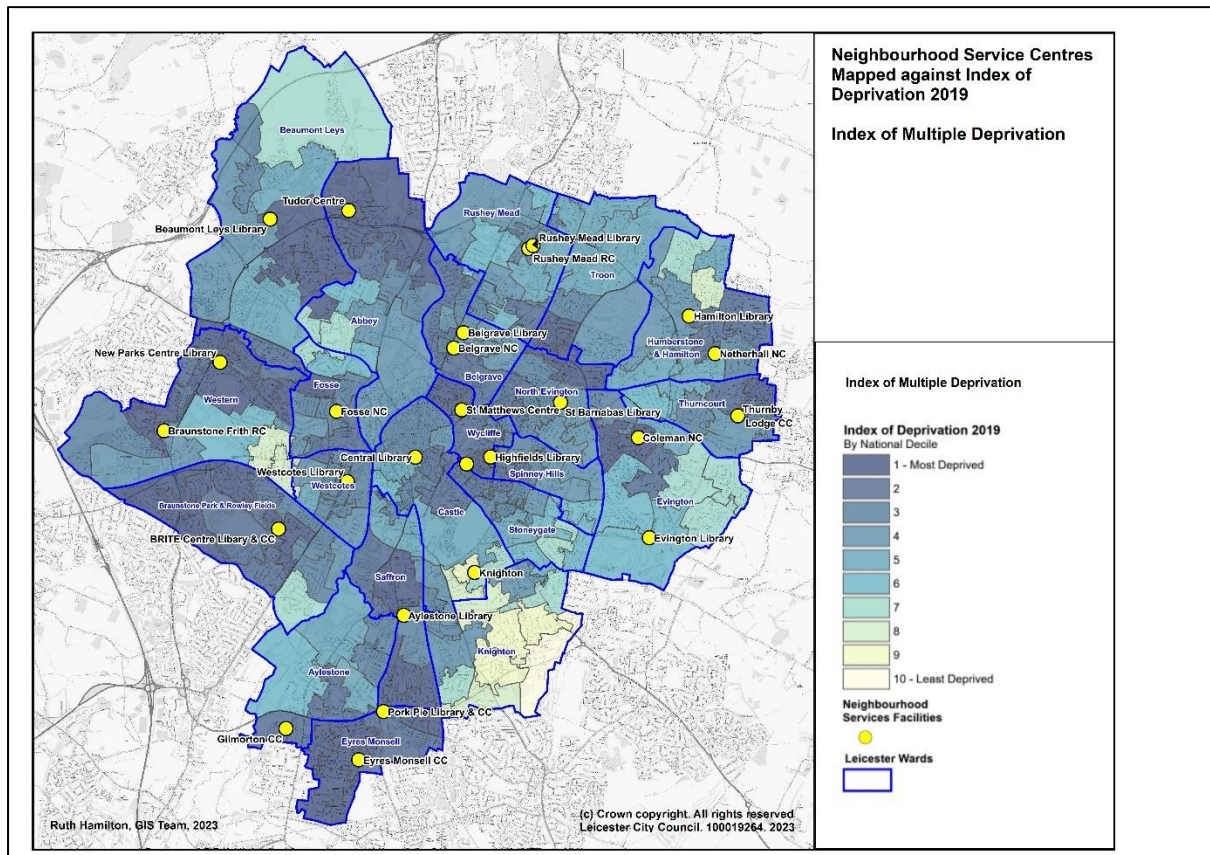 Neighbourhood Service Centres
Mapped against Index of
Deprivation 2019
Index of Multiple Deprivation
Beaumont Leys
Tudor Centre
Beaumont Leys Library
Rushey Mead
Rushey Mead Library
Rushey Mead RC
Troon
Abbey
Hamilton Library
Belgrave Library
Humberstone
& Hamilton
Belgrave NC
Netherhall NC
New Parks Centre Library
Belgrave
Fosse
North Evington
Western
Thurncourt
Fosse NC
St Matthews Centre
St Barnabas Library
Thurnby
Lodge CC
Braunstone Frith RC
Wycliffe
Coleman NC
Central Library
Highfields Library
Westcotes Library
Spinney Hills
Westcotes
Evington
Braunstone Park & Rowley Fields
Castle
Stoneygate
BRITE Centre Libary & CC
Evington Library
Saffron
Knighton
Aylestone Library
Knighton
Aylestone
Pork Pie Library & CC
Gilmorton CC
Eyres Monsell
Eyres Monsell CC
Ruth Hamilton, GIS Team, 2023
(c) Crown copyright. All rights reserved
Leicester City Council. 100019264. 2023
Index of Multiple Deprivation
Index of Deprivation 2019
By National Decile
1 - Most Deprived
2
3
4
5
6
7
8
9
10 - Least Deprived
Neighbourhood
Services Facilities
Leicester Wards